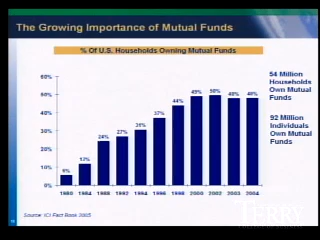 The Growing Importance of Mutual Funds
% Of U.S. Households Owning Mutual Funds
60%
50%
40%
30%
20%
10%
0%
6%
12%
24%
27%
30%
37%
44%
49%
50%
48%
48%
1980 1984 1988 1992 1994 1996 1998 2000 2002 2003 2004
54 Million
Households
Own Mutual
Funds
92 Million
Individuals
Own Mutual
Funds
Source: ICI Fact Book 2005
TERRY